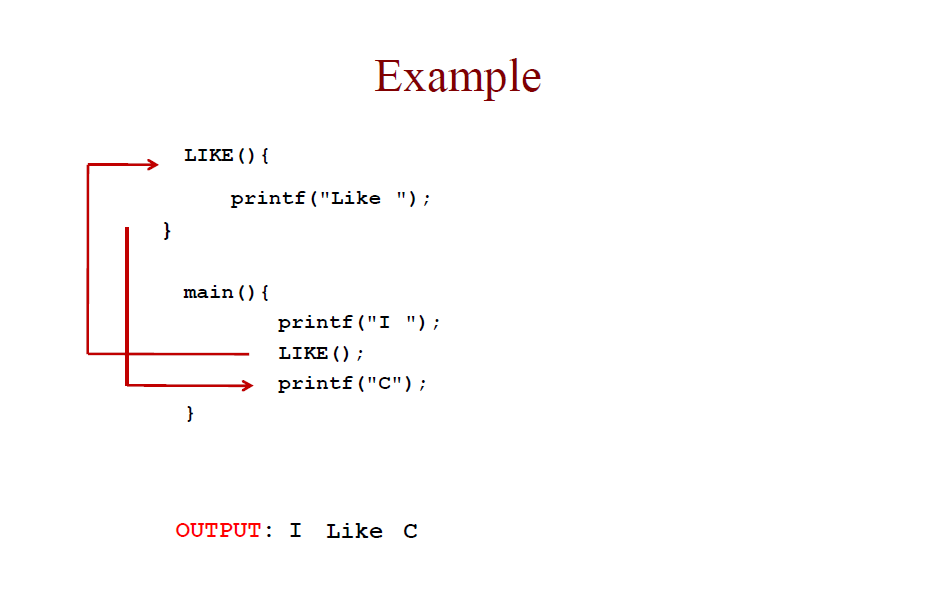 Example
LIKE(){
printf("Like ");
}
main(){
printf("I ");
LIKE();
printf("C");
}
OUTPUT: I Like C